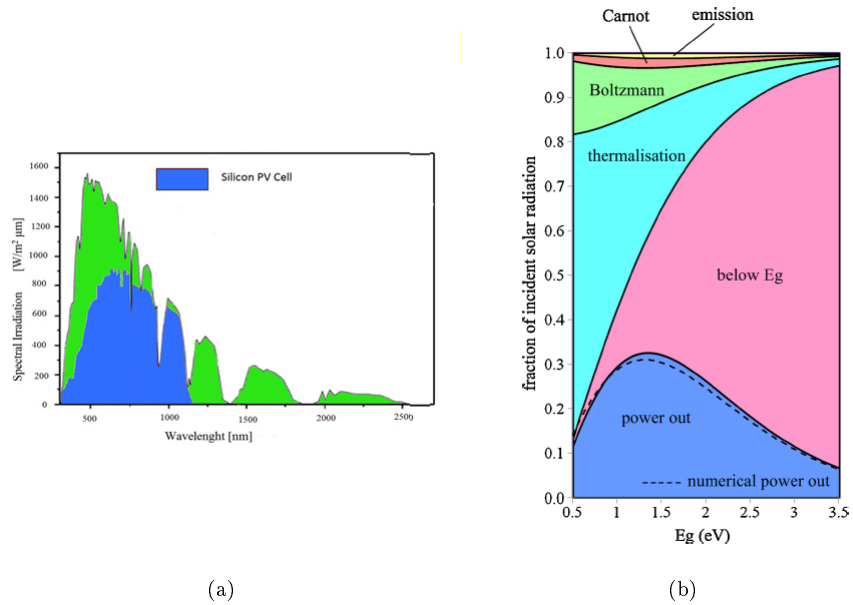 Silicon PV Cell
Spectral Irradiation [W/m² μm]
1600
1400
1200
1000
800
600
400
200
0
500
1000
1500
2000
2500
Wavelenght [nm]
(a)
Carnot
emission
Boltzmann
thermalisation
below Eg
power out
numerical power out
fraction of incident solar radiation
1.0
0.9
0.8
0.7
0.6
0.5
0.4
0.3
0.2
0.1
0.0
0.5
1
1.5
2
2.5
3
3.5
Eg (eV)
(b)